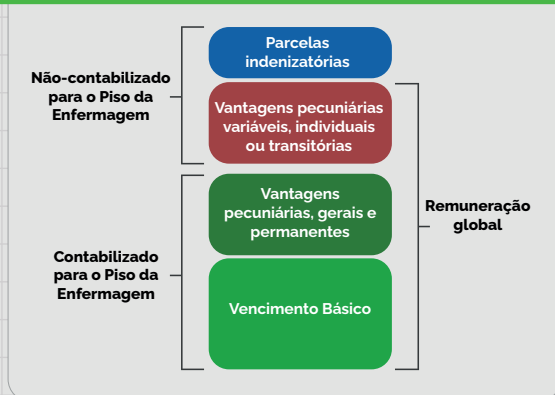 Parcelas
indenizatórias
Não-contabilizado
para o Piso da
Enfermagem
Vantagens pecuniárias
variáveis, individuais
ou transitórias
Vantagens
pecuniárias, gerais e
permanentes
Remuneração
global
Contabilizado
para o Piso da
Enfermagem
Vencimento Básico